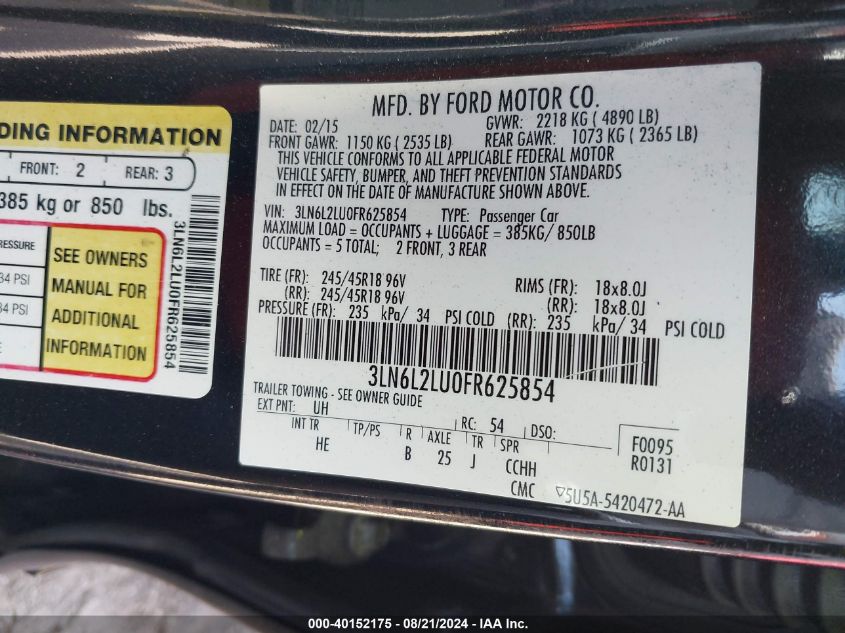 DING INFORMATION
FRONT: 2 REAR: 3
385 kg or 850 lbs.
RESSURE
34 PSI
34 PSI
E
SEE OWNERS
MANUAL FOR
ADDITIONAL
INFORMATION
3LN6L2LU0FR625854
MFD. BY FORD MOTOR CO.
DATE: 02/15 GVWR: 2218 KG ( 4890 LB)
FRONT GAWR: 1150 KG ( 2535 LB) REAR GAWR: 1073 KG ( 2365 LB)
THIS VEHICLE CONFORMS TO ALL APPLICABLE FEDERAL MOTOR
VEHICLE SAFETY, BUMPER, AND THEFT PREVENTION STANDARDS
IN EFFECT ON THE DATE OF MANUFACTURE SHOWN ABOVE.
VIN: 3LN6L2LU0FR625854 TYPE: Passenger Car
MAXIMUM LOAD = OCCUPANTS + LUGGAGE = 385KG/ 850LB
OCCUPANTS = 5 TOTAL; 2 FRONT, 3 REAR
TIRE (FR): 245/45R18 96V RIMS (FR): 18x8.0J
(RR): 245/45R18 96V (RR): 18x8.0J
PRESSURE (FR): 235 kPa/ 34 PSI COLD (RR): 235 kPa/ 34 PSI COLD
3LN6L2LU0FR625854
TRAILER TOWING - SEE OWNER GUIDE
EXT PNT: UH RC: 54 DSO:
INT TR TP/PS R AXLE TR SPR
HE B 25 J CCHH
F0095
R0131
CMC ▽5U5A-5420472-AA
000-40152175 - 08/21/2024 - IAA Inc.